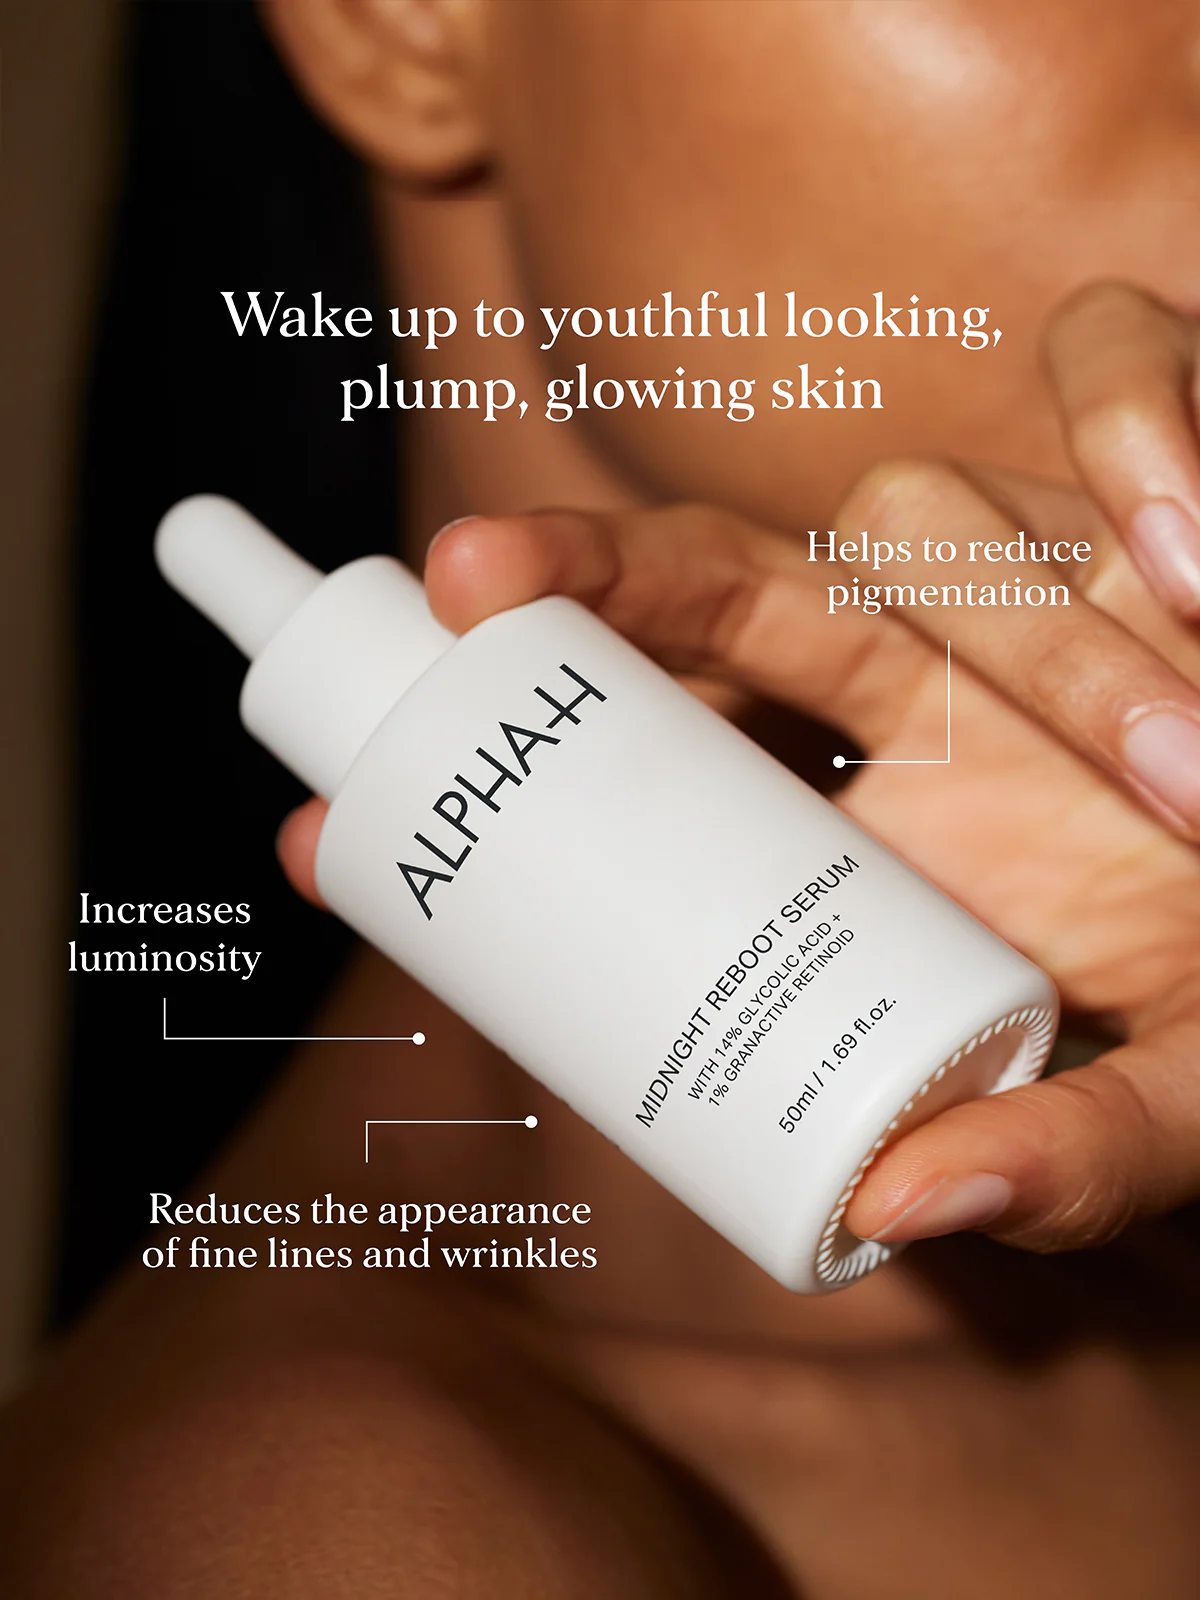 Wake up to youthful looking,
plump, glowing skin
Helps to reduce
pigmentation
ALPHA-H
Increases
luminosity
MIDNIGHT REBOOT SERUM
WITH 14% GLYCOLIC ACID +
1% GRANACTIVE RETINOID
50ml / 1.69 fl.oz.
Reduces the appearance
of fine lines and wrinkles